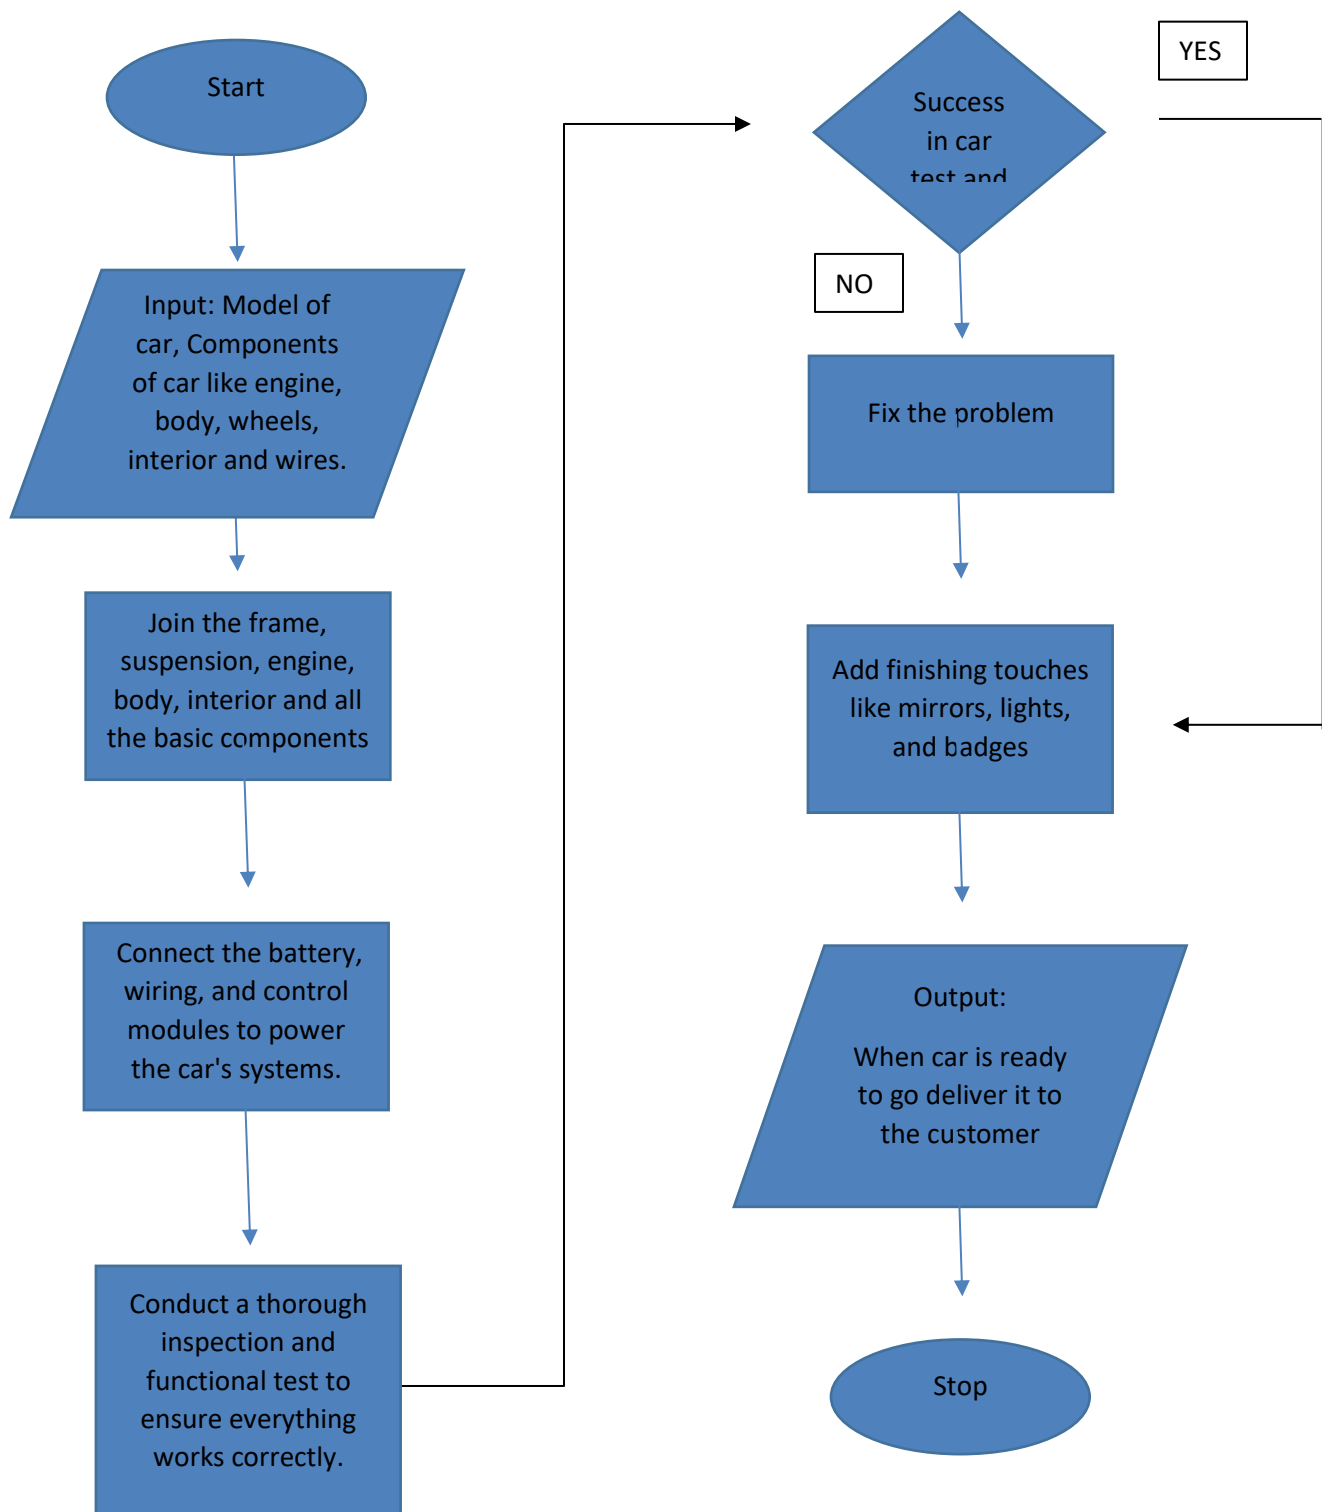 Start
Input: Model of
car, Components
of car like engine,
body, wheels,
interior and wires.
Join the frame,
suspension, engine,
body, interior and all
the basic components
Connect the battery,
wiring, and control
modules to power
the car's systems.
Conduct a thorough
inspection and
functional test to
ensure everything
works correctly.
Success
in car
test and
YES
NO
Fix the problem
Add finishing touches
like mirrors, lights,
and badges
Output:
When car is ready
to go deliver it to
the customer
Stop